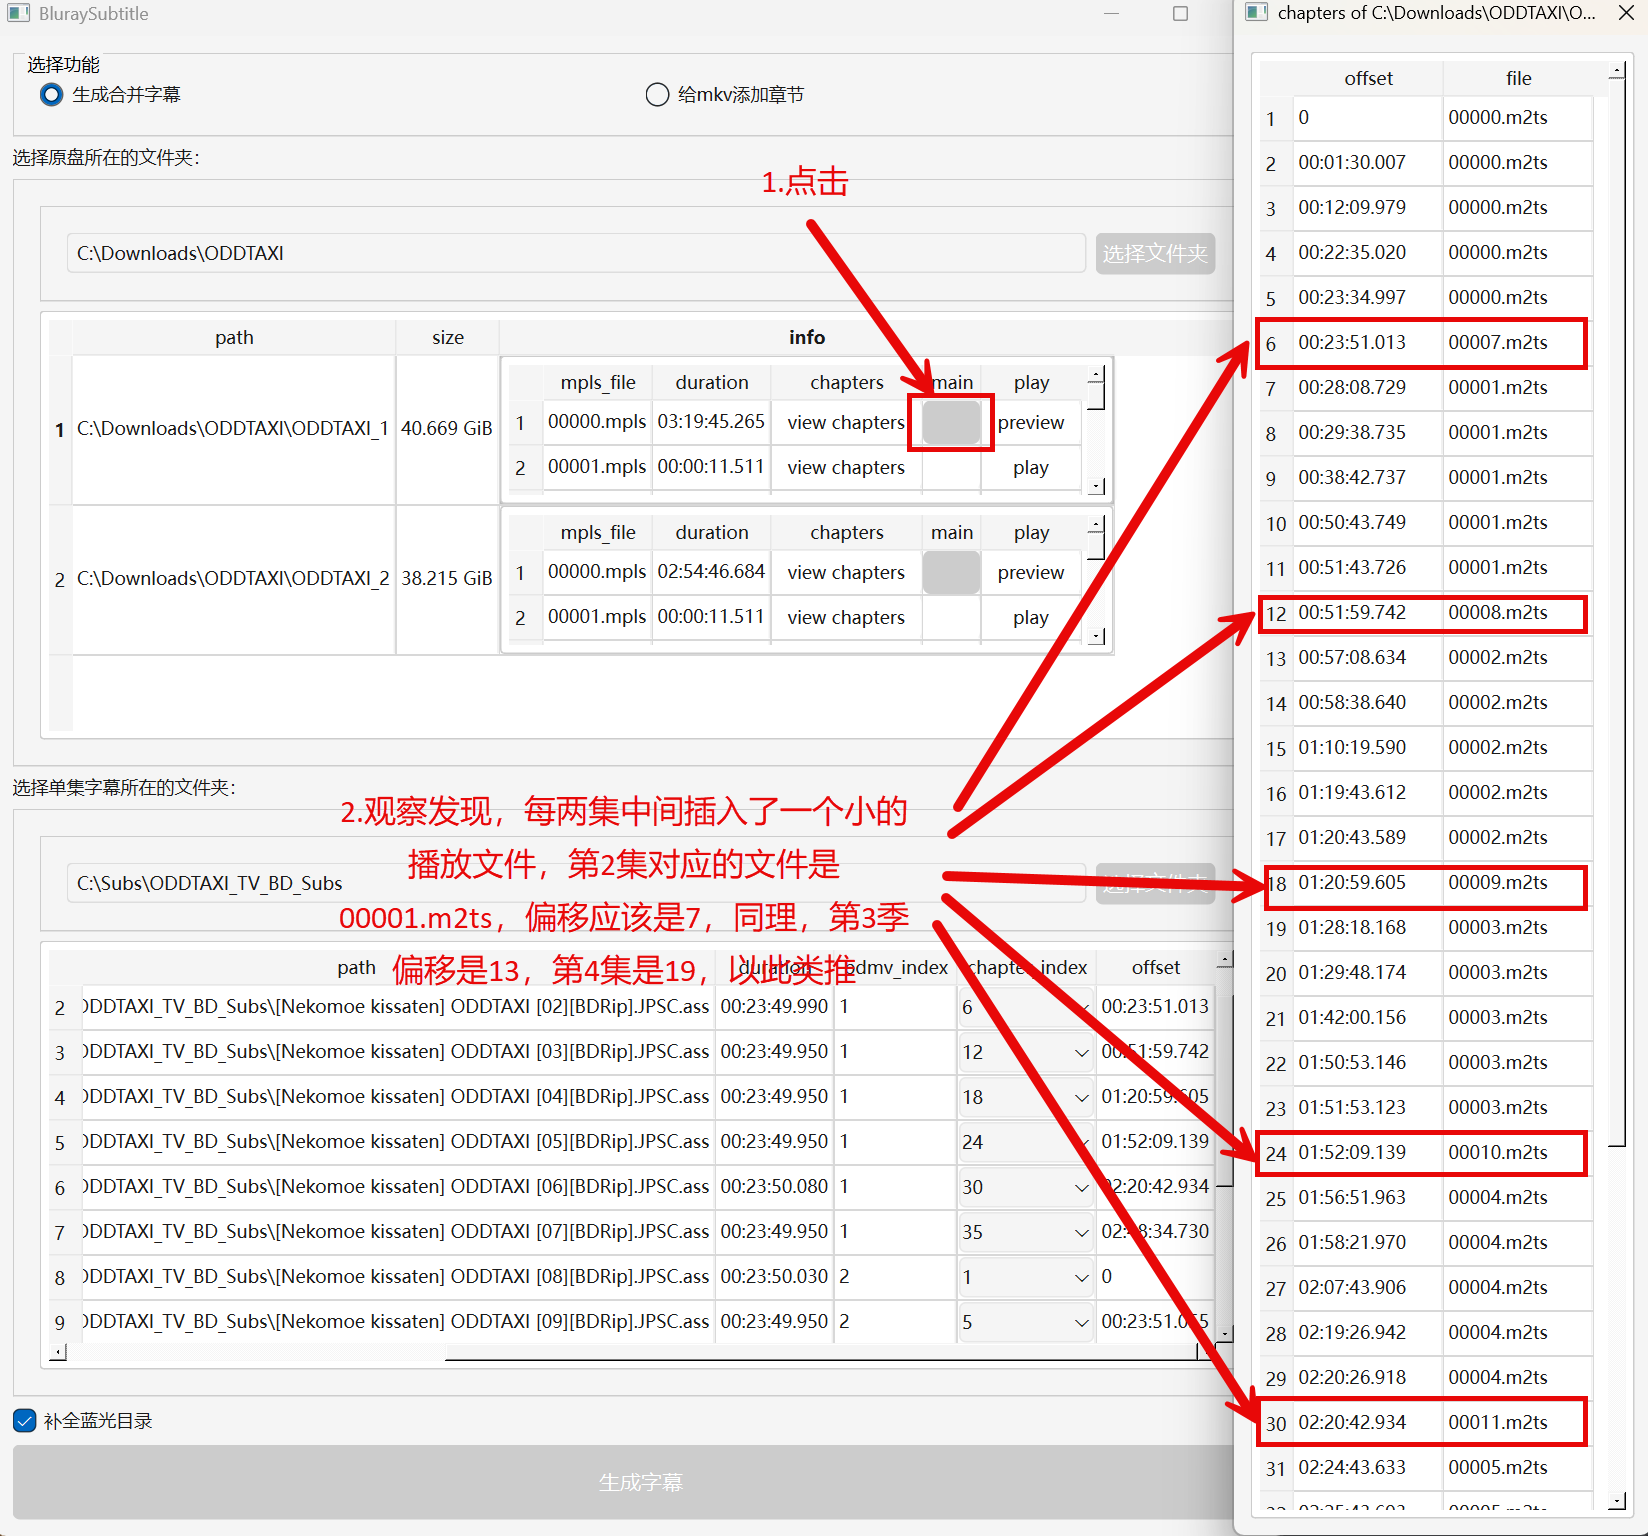 BluraySubtitle
chapters of C:\Downloads\ODDTAXI\O...
选择功能
生成合并字幕
给mkv添加章节
选择原盘所在的文件夹：
1.点击
C:\Downloads\ODDTAXI
选择文件夹
path size info
1 C:\Downloads\ODDTAXI\ODDTAXI_1 40.669 GiB
mpls_file duration chapters main play
1 00000.mpls 03:19:45.265 view chapters preview
2 00001.mpls 00:00:11.511 view chapters play
2 C:\Downloads\ODDTAXI\ODDTAXI_2 38.215 GiB
mpls_file duration chapters main play
1 00000.mpls 02:54:46.684 view chapters preview
2 00001.mpls 00:00:11.511 view chapters play
选择单集字幕所在的文件夹：
2.观察发现，每两集中间插入了一个小的
播放文件，第2集对应的文件是
00001.m2ts，偏移应该是7，同理，第3季
偏移是13，第4集是19，以此类推
C:\Subs\ODDTAXI_TV_BD_Subs
选择文件夹
path duration bdmv_index chapter_index offset
2 ODDTAXI_TV_BD_Subs\[Nekomoe kissaten] ODDTAXI [02][BDRip].JPSC.ass 00:23:49.990 1 6 00:23:51.013
3 ODDTAXI_TV_BD_Subs\[Nekomoe kissaten] ODDTAXI [03][BDRip].JPSC.ass 00:23:49.950 1 12 00:51:59.742
4 ODDTAXI_TV_BD_Subs\[Nekomoe kissaten] ODDTAXI [04][BDRip].JPSC.ass 00:23:49.950 1 18 01:20:59.605
5 ODDTAXI_TV_BD_Subs\[Nekomoe kissaten] ODDTAXI [05][BDRip].JPSC.ass 00:23:49.950 1 24 01:52:09.139
6 ODDTAXI_TV_BD_Subs\[Nekomoe kissaten] ODDTAXI [06][BDRip].JPSC.ass 00:23:50.080 1 30 02:20:42.934
7 ODDTAXI_TV_BD_Subs\[Nekomoe kissaten] ODDTAXI [07][BDRip].JPSC.ass 00:23:49.950 1 35 02:48:34.730
8 ODDTAXI_TV_BD_Subs\[Nekomoe kissaten] ODDTAXI [08][BDRip].JPSC.ass 00:23:50.030 2 1 0
9 ODDTAXI_TV_BD_Subs\[Nekomoe kissaten] ODDTAXI [09][BDRip].JPSC.ass 00:23:49.950 2 5 00:23:51.055
补全蓝光目录
生成字幕
offset file
1 0 00000.m2ts
2 00:01:30.007 00000.m2ts
3 00:12:09.979 00000.m2ts
4 00:22:35.020 00000.m2ts
5 00:23:34.997 00000.m2ts
6 00:23:51.013 00007.m2ts
7 00:28:08.729 00001.m2ts
8 00:29:38.735 00001.m2ts
9 00:38:42.737 00001.m2ts
10 00:50:43.749 00001.m2ts
11 00:51:43.726 00001.m2ts
12 00:51:59.742 00008.m2ts
13 00:57:08.634 00002.m2ts
14 00:58:38.640 00002.m2ts
15 01:10:19.590 00002.m2ts
16 01:19:43.612 00002.m2ts
17 01:20:43.589 00002.m2ts
18 01:20:59.605 00009.m2ts
19 01:28:18.168 00003.m2ts
20 01:29:48.174 00003.m2ts
21 01:42:00.156 00003.m2ts
22 01:50:53.146 00003.m2ts
23 01:51:53.123 00003.m2ts
24 01:52:09.139 00010.m2ts
25 01:56:51.963 00004.m2ts
26 01:58:21.970 00004.m2ts
27 02:07:43.906 00004.m2ts
28 02:19:26.942 00004.m2ts
29 02:20:26.918 00004.m2ts
30 02:20:42.934 00011.m2ts
31 02:24:43.633 00005.m2ts